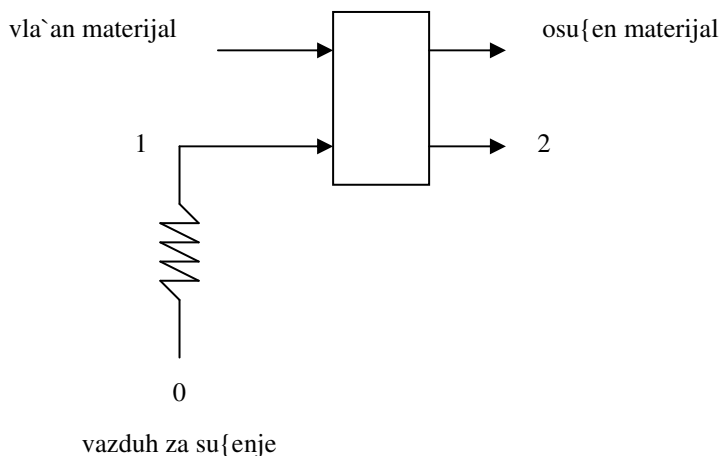 vla`an materijal
osu{en materijal
1
2
0
vazduh za su{enje